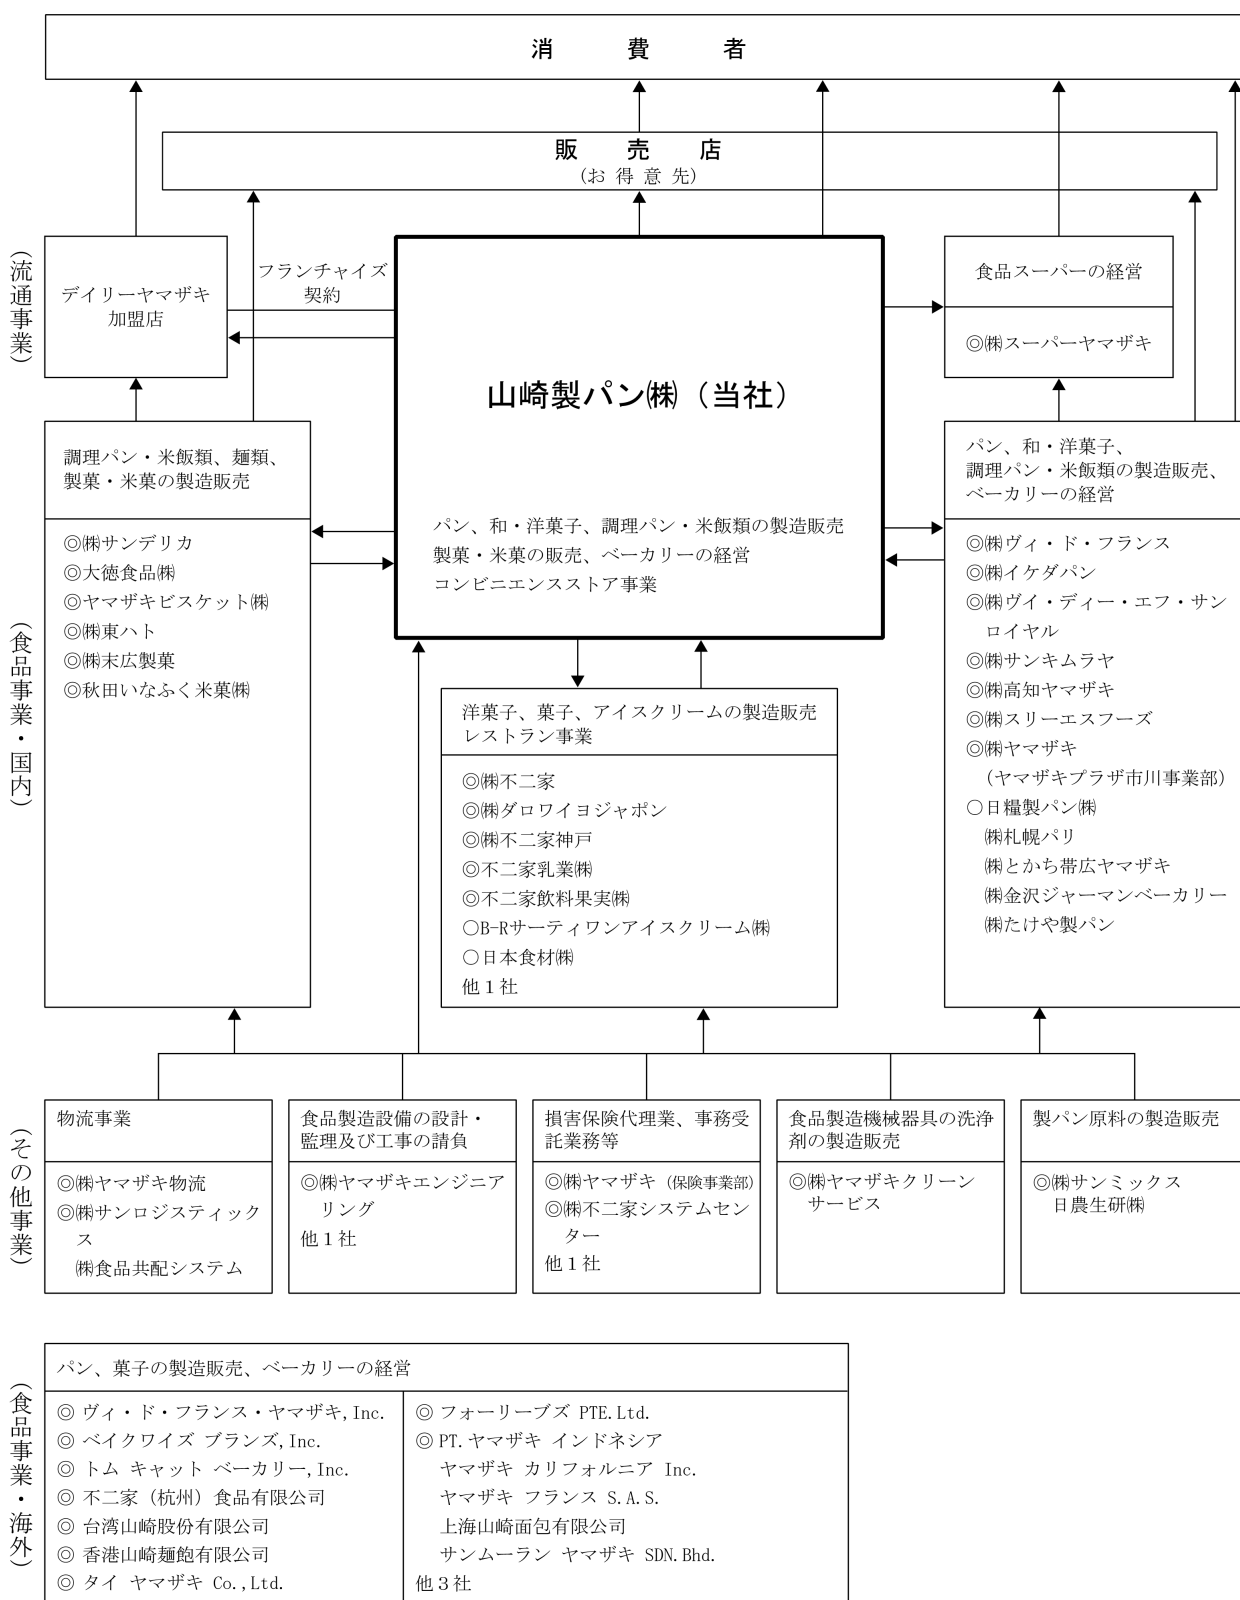 消費者
販売店
(お得意先)
(流通事業)
デイリーヤマザキ
加盟店
フランチャイズ
契約
山崎製パン㈱（当社）
パン、和・洋菓子、調理パン・米飯類の製造販売
製菓・米菓の販売、ベーカリーの経営
コンビニエンスストア事業
食品スーパーの経営
◎㈱スーパーヤマザキ
(食品事業・国内)
調理パン・米飯類、麺類、
製菓・米菓の製造販売
◎㈱サンデリカ
◎大徳食品㈱
◎ヤマザキビスケット㈱
◎㈱東ハト
◎㈱末広製菓
◎秋田いなふく米菓㈱
洋菓子、菓子、アイスクリームの製造販売
レストラン事業
◎㈱不二家
◎㈱ダロワイヨジャポン
◎㈱不二家神戸
◎不二家乳業㈱
◎不二家飲料果実㈱
○B-Rサーティワンアイスクリーム㈱
○日本食材㈱
他１社
パン、和・洋菓子、
調理パン・米飯類の製造販売、
ベーカリーの経営
◎㈱ヴィ・ド・フランス
◎㈱イケダパン
◎㈱ヴイ・ディー・エフ・サン
ロイヤル
◎㈱サンキムラヤ
◎㈱高知ヤマザキ
◎㈱スリーエスフーズ
◎㈱ヤマザキ
(ヤマザキプラザ市川事業部)
○日糧製パン㈱
㈱札幌パリ
㈱とかち帯広ヤマザキ
㈱金沢ジャーマンベーカリー
㈱たけや製パン
(その他事業)
物流事業
◎㈱ヤマザキ物流
◎㈱サンロジスティック
ス
㈱食品共配システム
食品製造設備の設計・
監理及び工事の請負
◎㈱ヤマザキエンジニア
リング
他１社
損害保険代理業、事務受
託業務等
◎㈱ヤマザキ (保険事業部)
◎㈱不二家システムセン
ター
他１社
食品製造機械器具の洗浄
剤の製造販売
◎㈱ヤマザキクリーン
サービス
製パン原料の製造販売
◎㈱サンミックス
日農生研㈱
(食品事業・海外)
パン、菓子の製造販売、ベーカリーの経営
◎ ヴィ・ド・フランス・ヤマザキ,Inc.
◎ ベイクワイズ ブランズ,Inc.
◎ トム キャット ベーカリー,Inc.
◎ 不二家（杭州）食品有限公司
◎ 台湾山崎股份有限公司
◎ 香港山崎麺飽有限公司
◎ タイ ヤマザキ Co.,Ltd.
◎ フォーリーブズ PTE.Ltd.
◎ PT.ヤマザキ インドネシア
ヤマザキ カリフォルニア Inc.
ヤマザキ フランス S.A.S.
上海山崎面包有限公司
サンムーラン ヤマザキ SDN.Bhd.
他３社